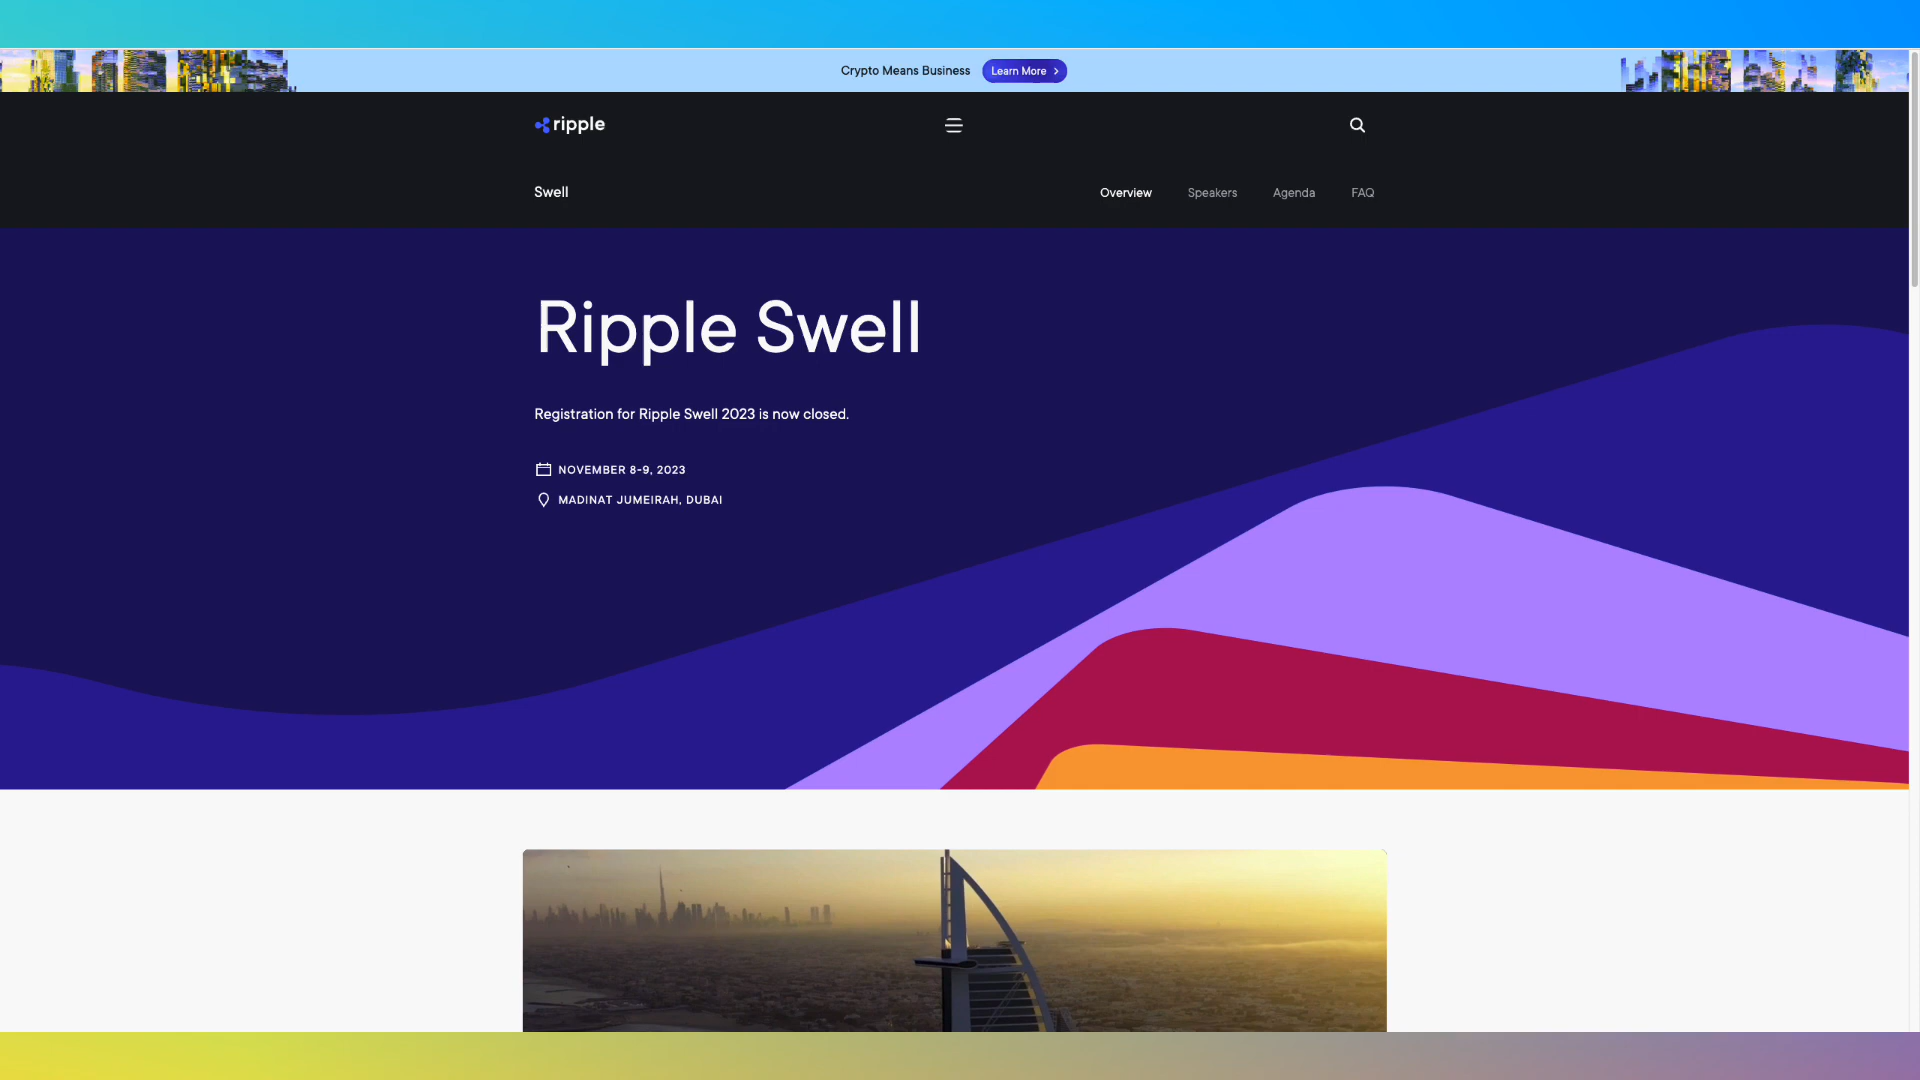 Crypto Means Business Learn More
ripple
Swell Overview Speakers Agenda FAQ
Ripple Swell
Registration for Ripple Swell 2023 is now closed.
NOVEMBER 8-9, 2023
MADINAT JUMEIRAH, DUBAI